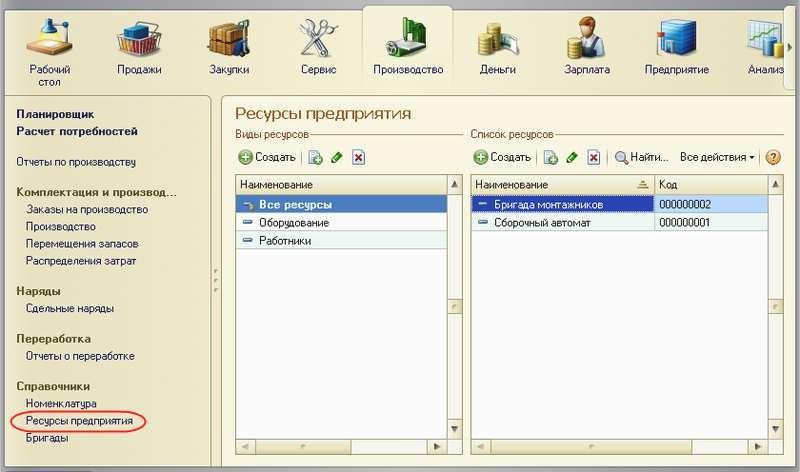 Рабочий стол
Продажи
Закупки
Сервис
Производство
Деньги
Зарплата
Предприятие
Анализ
Планировщик
Расчет потребностей
Отчеты по производству
Комплектация и производ...
Заказы на производство
Производство
Перемещения запасов
Распределения затрат
Наряды
Сдельные наряды
Переработка
Отчеты о переработке
Справочники
Номенклатура
Ресурсы предприятия
Бригады
Ресурсы предприятия
Виды ресурсов
Создать
Наименование
Все ресурсы
Оборудование
Работники
Список ресурсов
Создать Найти... Все действия
Наименование Код
Бригада монтажников 000000002
Сборочный автомат 000000001